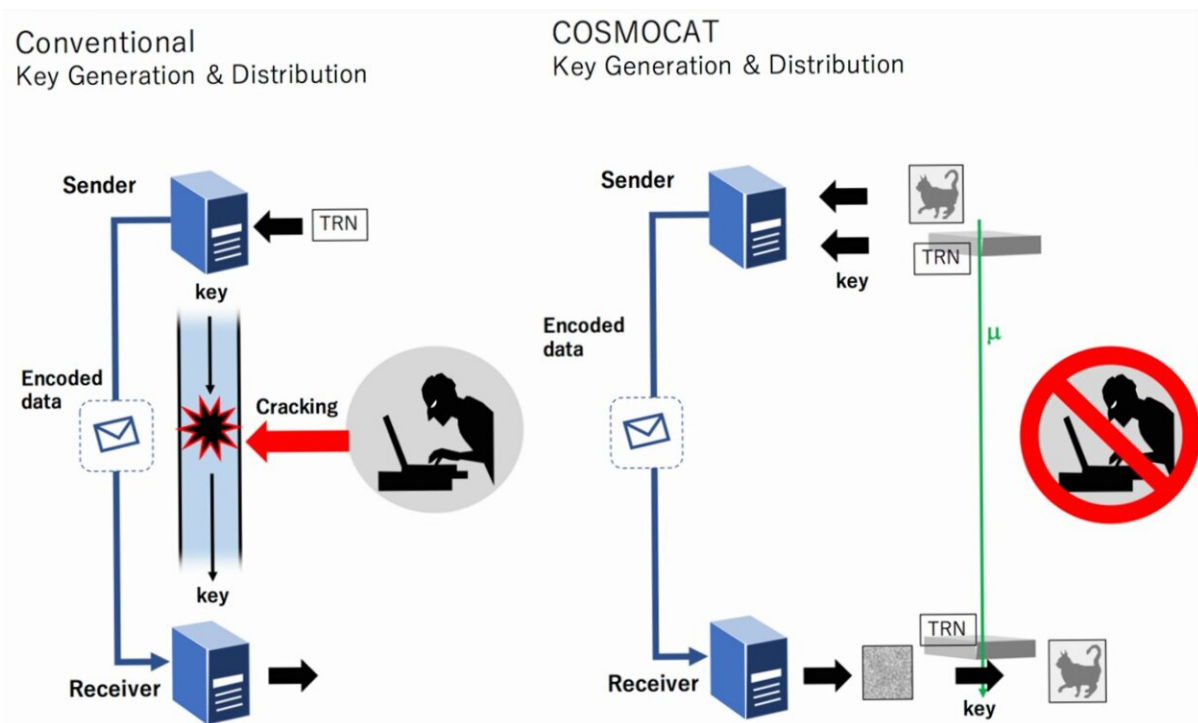 Conventional
Key Generation & Distribution
Sender
TRN
key
Encoded
data
Cracking
key
Receiver
COSMOCAT
Key Generation & Distribution
Sender
TRN
key
μ
Encoded
data
TRN
Receiver
key